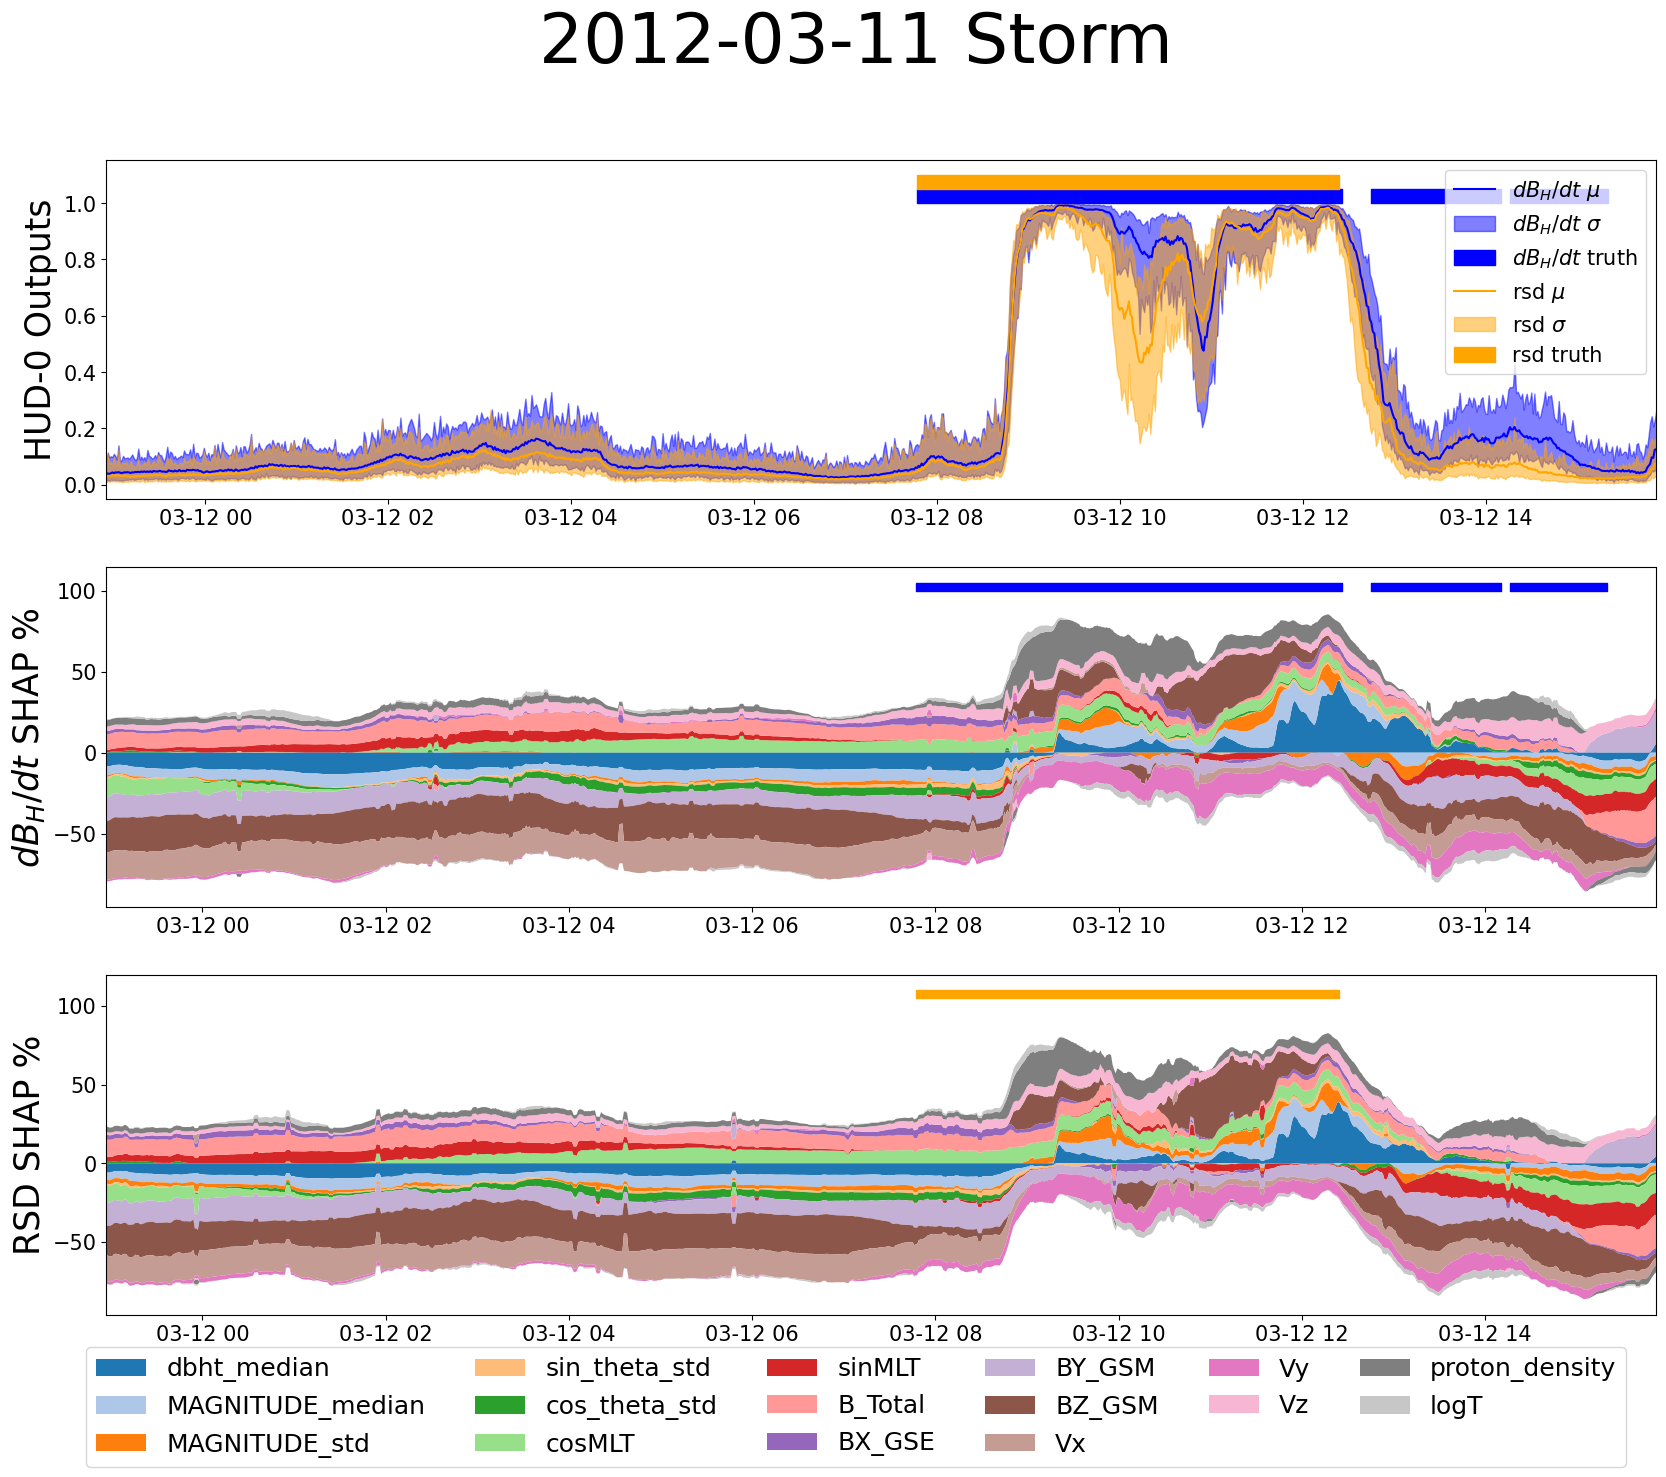 2012-03-11 Storm
HUD-0 Outputs
1.0
0.8
0.6
0.4
0.2
0.0
dB_H/dt μ
dB_H/dt σ
dB_H/dt truth
rsd μ
rsd σ
rsd truth
03-12 00 03-12 02 03-12 04 03-12 06 03-12 08 03-12 10 03-12 12 03-12 14
dB_H/dt SHAP %
100
50
0
−50
03-12 00 03-12 02 03-12 04 03-12 06 03-12 08 03-12 10 03-12 12 03-12 14
RSD SHAP %
100
50
0
−50
03-12 00 03-12 02 03-12 04 03-12 06 03-12 08 03-12 10 03-12 12 03-12 14
dbht_median sin_theta_std sinMLT BY_GSM Vy proton_density
MAGNITUDE_median cos_theta_std B_Total BZ_GSM Vz logT
MAGNITUDE_std cosMLT BX_GSE Vx